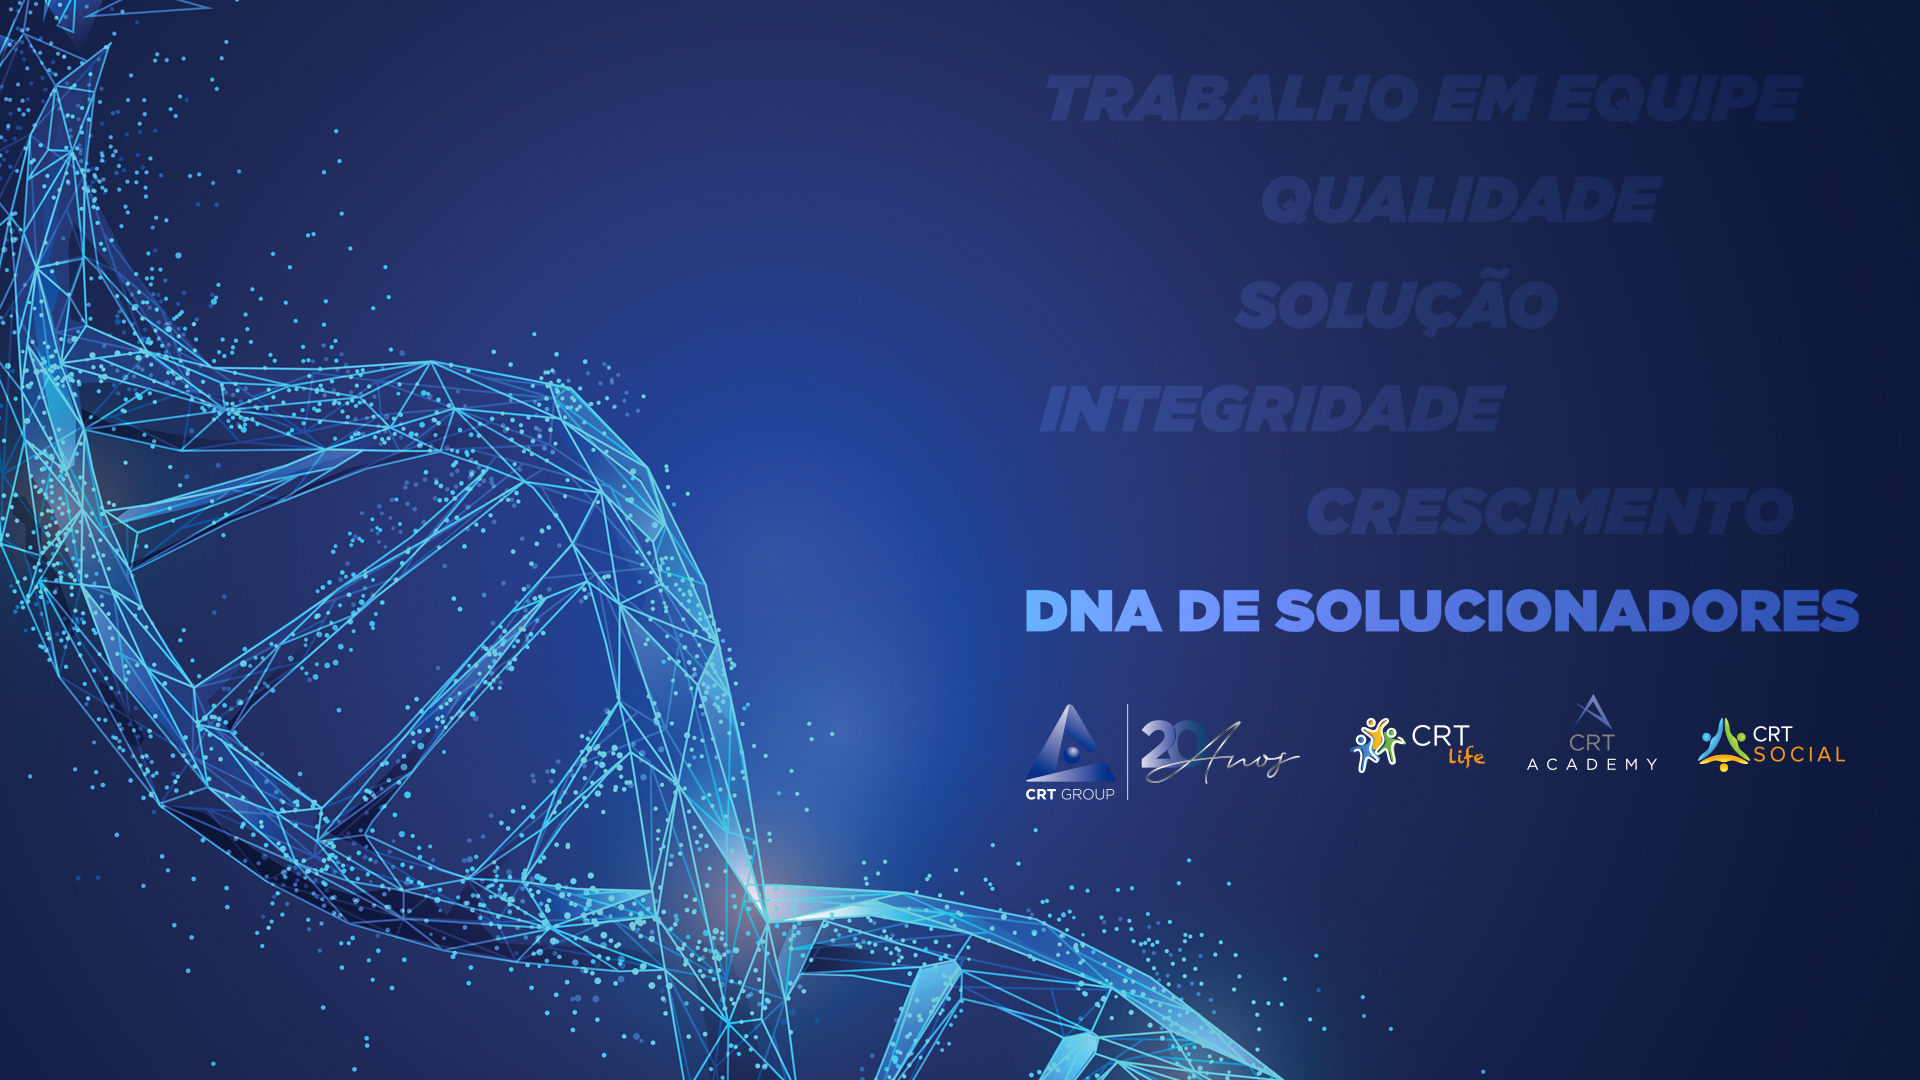 TRABALHO EM EQUIPE
QUALIDADE
SOLUÇÃO
INTEGRIDADE
CRESCIMENTO
DNA DE SOLUCIONADORES
CRT GROUP
20 Anos
CRT
life
CRT
ACADEMY
CRT
SOCIAL